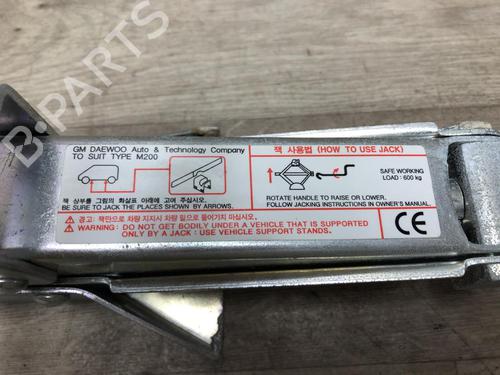 B-PARTS
GM DAEWOO Auto & Technology Company
TO SUIT TYPE M200
잭 상부를 그림의 화살표 아래에 고여 주십시오.
BE SURE TO JACK THE PLACES SHOWN BY ARROWS.
잭 사용법 (HOW TO USE JACK)
SAFE WORKING
LOAD : 600 kg
ROTATE HANDLE TO RAISE OR LOWER.
FOLLOW JACKING INSTRUCTIONS IN OWNER'S MANUAL.
⚠ 경고 : 잭만으로 차량 지지시 차량 밑으로 들어가지 마십시오.
⚠ WARNING : DO NOT GET BODILY UNDER A VEHICLE THAT IS SUPPORTED
ONLY BY A JACK : USE VEHICLE SUPPORT STANDS.
CE